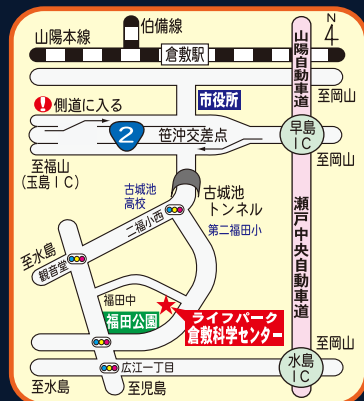 伯備線
N
4
山陽本線
倉敷駅
山陽自動車道
至岡山
市役所
! 側道に入る
2
笹沖交差点
早島
IC
至岡山
至福山
(玉島IC)
古城池
高校
古城池
トンネル
二福小西
第二福田小
瀬戸中央自動車道
至水島
観音堂
福田中
福田公園
ライフパーク
倉敷科学センター
至岡山
広江一丁目
水島
IC
至水島
至児島